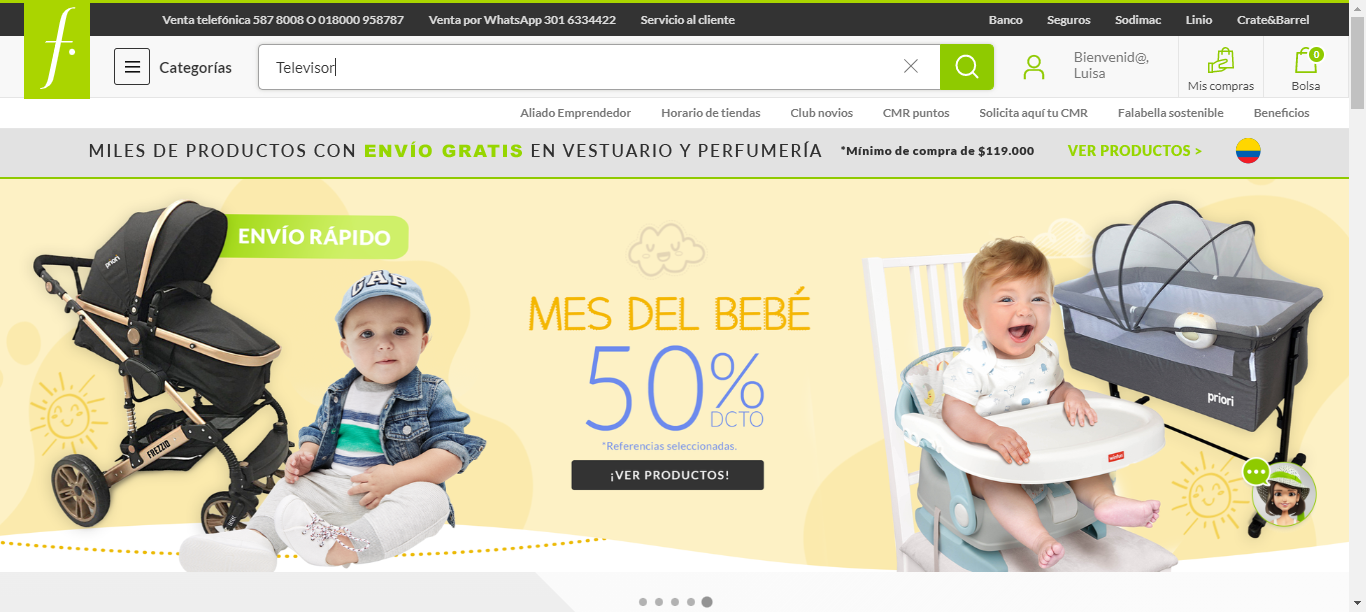 Venta telefónica 587 8008 O 018000 958787 Venta por WhatsApp 301 6334422 Servicio al cliente Banco Seguros Sodimac Linio Crate&Barrel
f.
Categorías
Televisor
Bienvenid@,
Luisa
Mis compras
0
Bolsa
Aliado Emprendedor Horario de tiendas Club novios CMR puntos Solicita aquí tu CMR Falabella sostenible Beneficios
MILES DE PRODUCTOS CON ENVÍO GRATIS EN VESTUARIO Y PERFUMERÍA *Mínimo de compra de $119.000 VER PRODUCTOS >
ENVÍO RÁPIDO
priori
GAP
FREZZIO
MES DEL BEBÉ
50%
DCTO
*Referencias seleccionadas.
¡VER PRODUCTOS!
priori